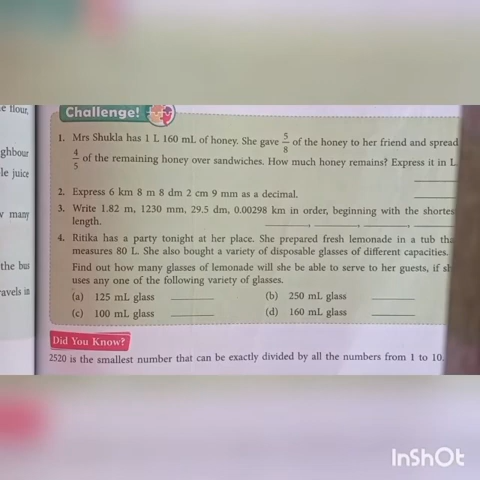 e flour,
ghbour
le juice
y many
the bus
ravels in
Challenge!
1. Mrs Shukla has 1 L 160 mL of honey. She gave 5/8 of the honey to her friend and spread
4/5 of the remaining honey over sandwiches. How much honey remains? Express it in L
2. Express 6 km 8 m 8 dm 2 cm 9 mm as a decimal.
3. Write 1.82 m, 1230 mm, 29.5 dm, 0.00298 km in order, beginning with the shortes
length.
4. Ritika has a party tonight at her place. She prepared fresh lemonade in a tub tha
measures 80 L. She also bought a variety of disposable glasses of different capacities.
Find out how many glasses of lemonade will she be able to serve to her guests, if sh
uses any one of the following variety of glasses.
(a) 125 mL glass (b) 250 mL glass
(c) 100 mL glass (d) 160 mL glass
Did You Know?
2520 is the smallest number that can be exactly divided by all the numbers from 1 to 10.
InShOt